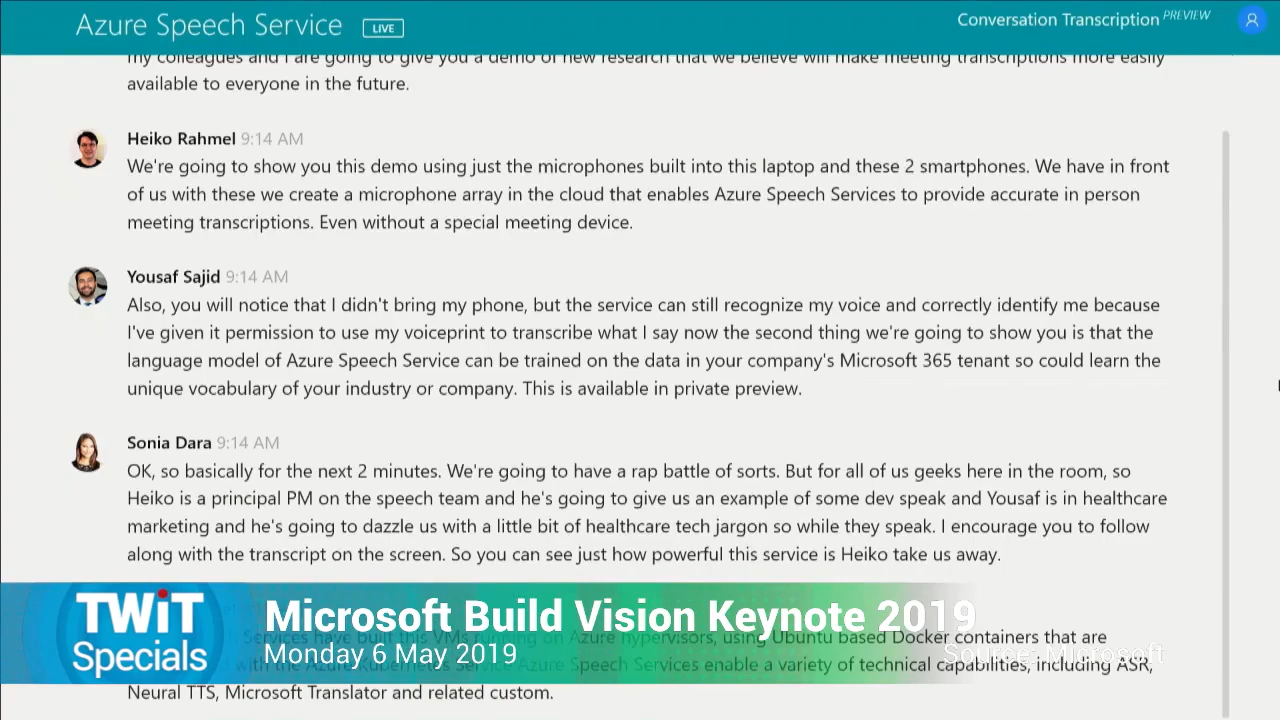 Azure Speech Service LIVE
Conversation Transcription PREVIEW
my colleagues and I are going to give you a demo of new research that we believe will make meeting transcriptions more easily
available to everyone in the future.
Heiko Rahmel 9:14 AM
We're going to show you this demo using just the microphones built into this laptop and these 2 smartphones. We have in front
of us with these we create a microphone array in the cloud that enables Azure Speech Services to provide accurate in person
meeting transcriptions. Even without a special meeting device.
Yousaf Sajid 9:14 AM
Also, you will notice that I didn't bring my phone, but the service can still recognize my voice and correctly identify me because
I've given it permission to use my voiceprint to transcribe what I say now the second thing we're going to show you is that the
language model of Azure Speech Service can be trained on the data in your company's Microsoft 365 tenant so could learn the
unique vocabulary of your industry or company. This is available in private preview.
Sonia Dara 9:14 AM
OK, so basically for the next 2 minutes. We're going to have a rap battle of sorts. But for all of us geeks here in the room, so
Heiko is a principal PM on the speech team and he's going to give us an example of some dev speak and Yousaf is in healthcare
marketing and he's going to dazzle us with a little bit of healthcare tech jargon so while they speak. I encourage you to follow
along with the transcript on the screen. So you can see just how powerful this service is Heiko take us away.
TWiT
Specials
Microsoft Build Vision Keynote 2019
Monday 6 May 2019
Source: Microsoft
Services have built this VMs running on Azure hypervisors, using Ubuntu based Docker containers that are
with the Azure Kubernetes Service Azure Speech Services enable a variety of technical capabilities, including ASR,
Neural TTS, Microsoft Translator and related custom.